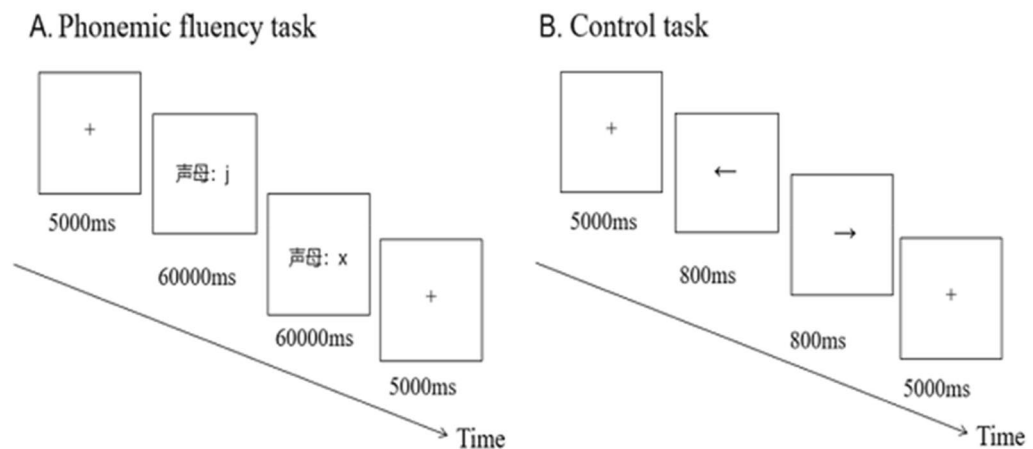 A. Phonemic fluency task
+
5000ms
声母: j
60000ms
声母: x
60000ms
+
5000ms
Time
B. Control task
+
5000ms
←
800ms
→
800ms
+
5000ms
Time